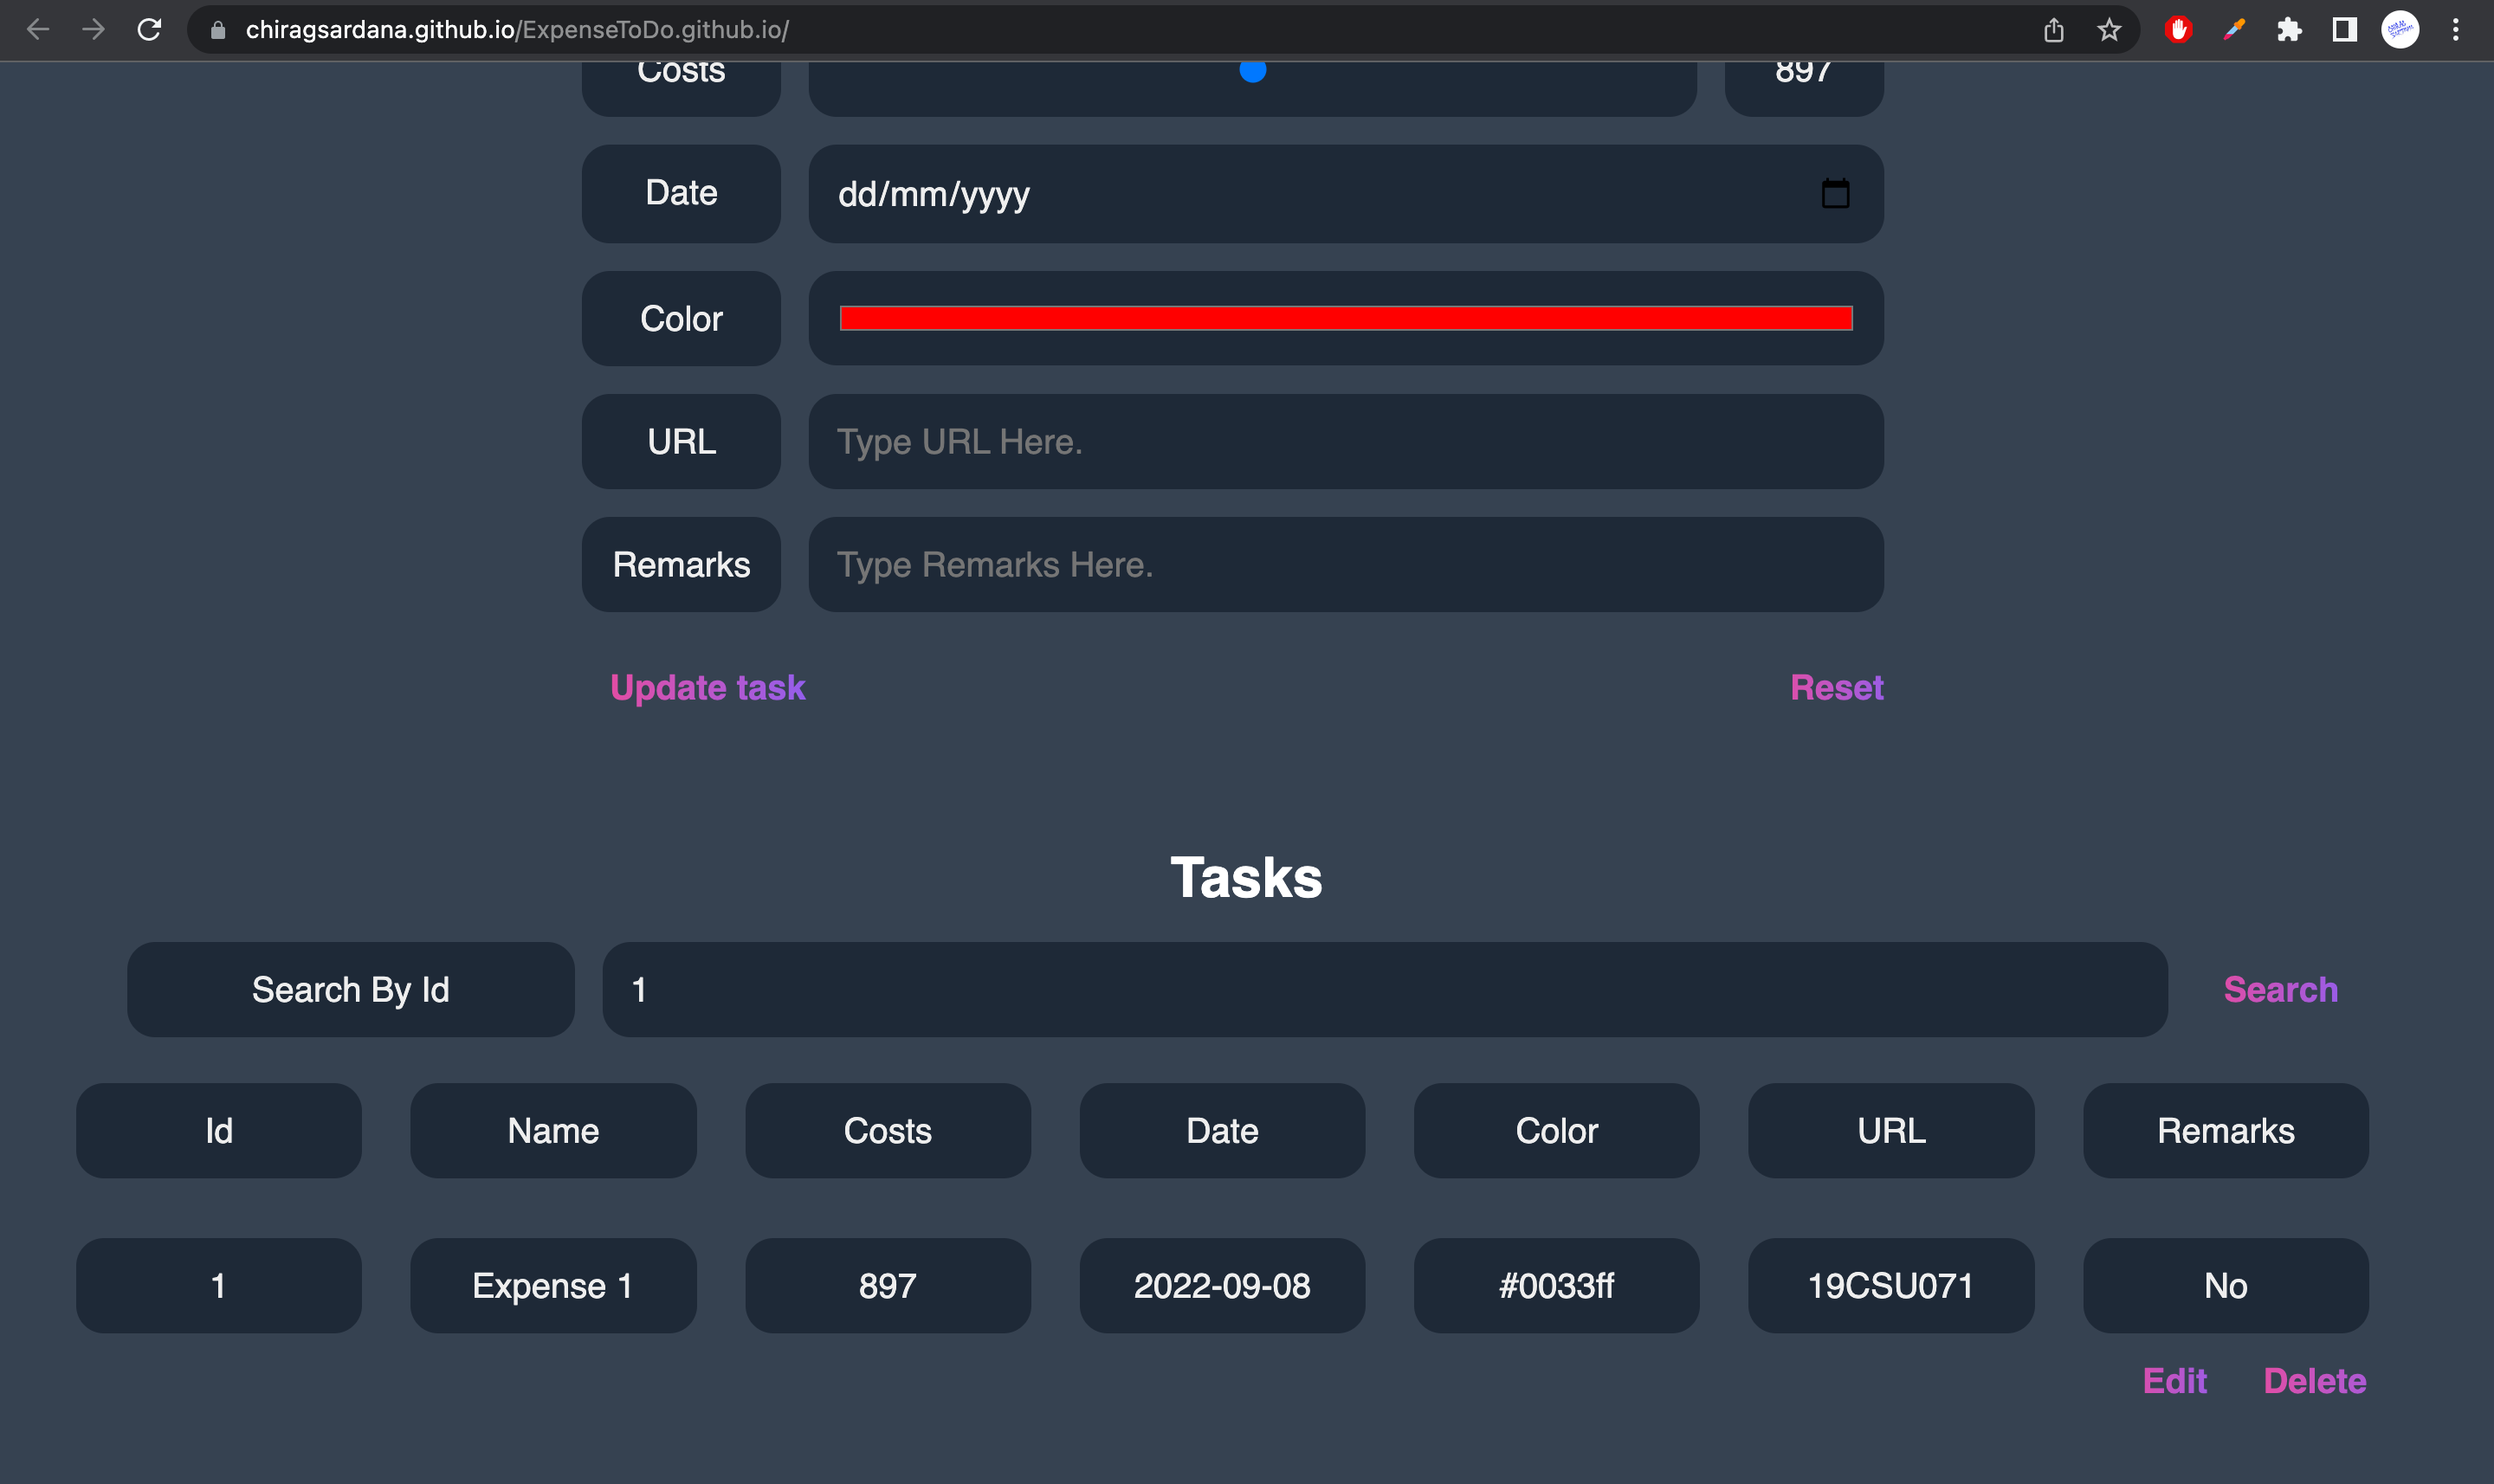 chiragsardana.github.io/ExpenseToDo.github.io/
Costs 897
Date dd/mm/yyyy
Color
URL Type URL Here.
Remarks Type Remarks Here.
Update task Reset
Tasks
Search By Id 1 Search
Id Name Costs Date Color URL Remarks
1 Expense 1 897 2022-09-08 #0033ff 19CSU071 No
Edit Delete